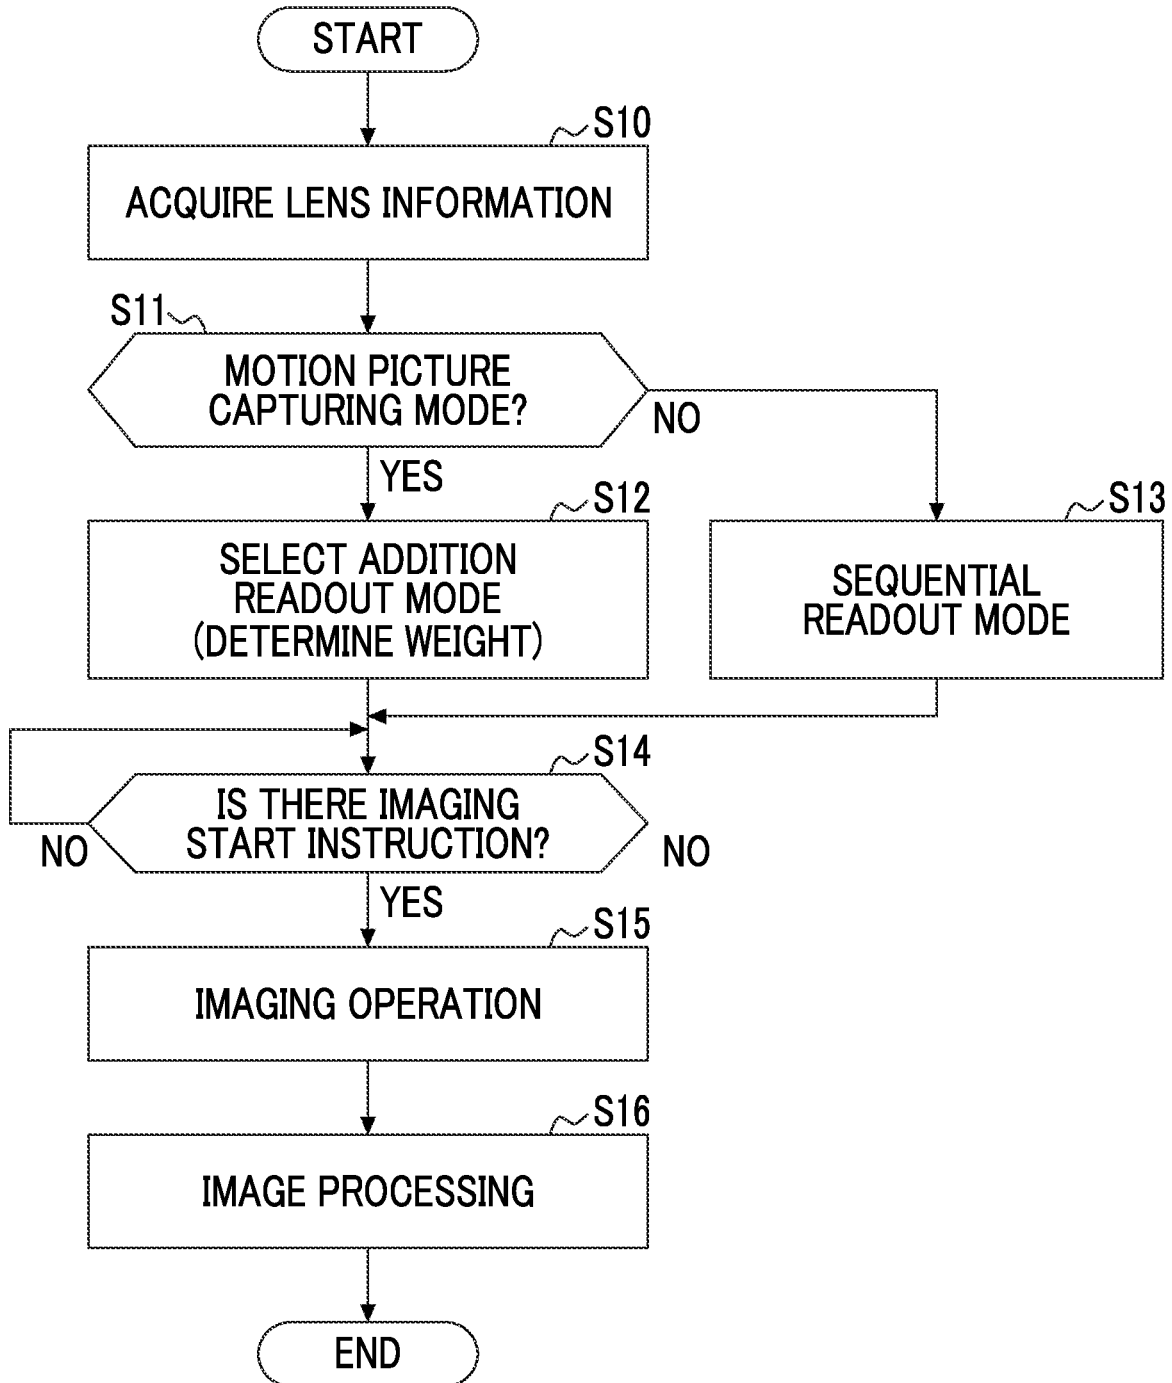 START
S10
ACQUIRE LENS INFORMATION
S11
MOTION PICTURE
CAPTURING MODE?
NO
YES
S12
SELECT ADDITION
READOUT MODE
(DETERMINE WEIGHT)
S13
SEQUENTIAL
READOUT MODE
S14
IS THERE IMAGING
START INSTRUCTION?
NO
NO
YES
S15
IMAGING OPERATION
S16
IMAGE PROCESSING
END